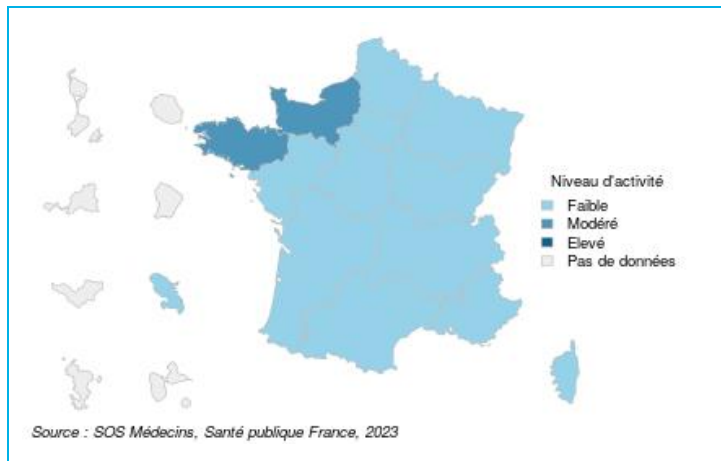 Niveau d'activité
Faible
Modéré
Elevé
Pas de données
Source : SOS Médecins, Santé publique France, 2023